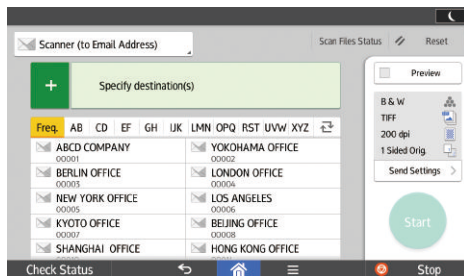 Scanner (to Email Address)
Scan Files Status
Reset
+
Specify destination(s)
Preview
B & W
TIFF
200 dpi
1 Sided Orig.
Send Settings >
Start
Freq. AB CD EF GH IJK LMN OPQ RST UVW XYZ
ABCD COMPANY
00001
YOKOHAMA OFFICE
00002
BERLIN OFFICE
00003
LONDON OFFICE
00004
NEW YORK OFFICE
00005
LOS ANGELES
00006
KYOTO OFFICE
00007
BEIJING OFFICE
00008
SHANGHAI OFFICE
HONG KONG OFFICE
Check Status
Stop